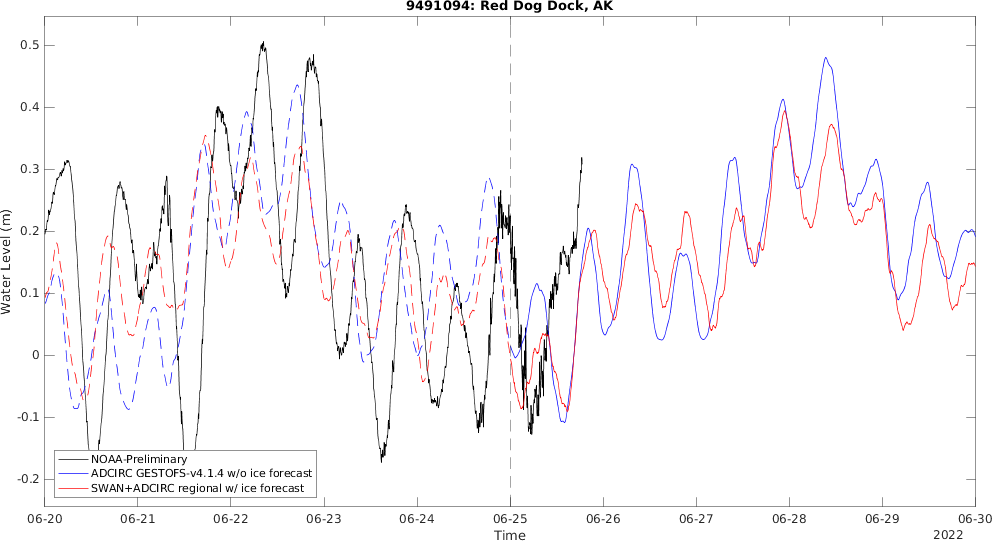 9491094: Red Dog Dock, AK
Water Level (m)
0.5
0.4
0.3
0.2
0.1
0
-0.1
-0.2
NOAA-Preliminary
ADCIRC GESTOFS-v4.1.4 w/o ice forecast
SWAN+ADCIRC regional w/ ice forecast
06-20 06-21 06-22 06-23 06-24 06-25 06-26 06-27 06-28 06-29 06-30
Time
2022